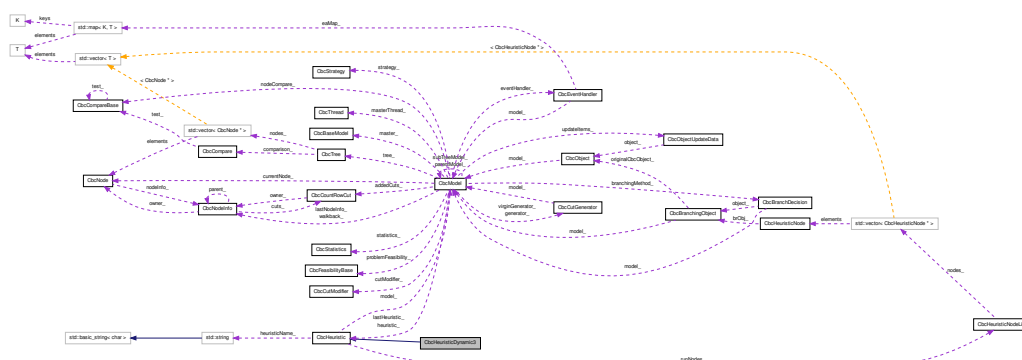 K
keys
std::map< K, T >
eaMap_
T
elements
elements
std::vector< T >
< CbcHeuristicNode * >
CbcStrategy
strategy_
< CbcNode * >
nodeCompare_
test_
CbcCompareBase
eventHandler_
CbcEventHandler
CbcThread
masterThread_
model_
test_
std::vector< CbcNode * >
nodes_
CbcBaseModel
master_
updateItems_
CbcObjectUpdateData
elements
CbcCompare
comparison_
CbcTree
tree_
subTreeModel_
parentModel_
model_
CbcObject
object_
originalCbcObject_
CbcNode
currentNode_
CbcModel
branchingMethod_
nodeInfo_
owner_
parent_
CbcNodeInfo
owner_
cuts_
CbcCountRowCut
addedCuts_
lastNodeInfo_
walkback_
model_
virginGenerator_
generator_
CbcCutGenerator
CbcBranchingObject
object_
CbcBranchDecision
brObj_
CbcHeuristicNode
elements
std::vector< CbcHeuristicNode * >
model_
CbcStatistics
statistics_
CbcFeasibilityBase
problemFeasibility_
model_
CbcCutModifier
cutModifier_
model_
nodes_
lastHeuristic_
heuristic_
CbcHeuristicNodeLi
std::basic_string< char >
std::string
heuristicName_
CbcHeuristic
CbcHeuristicDynamic3
runNodes_